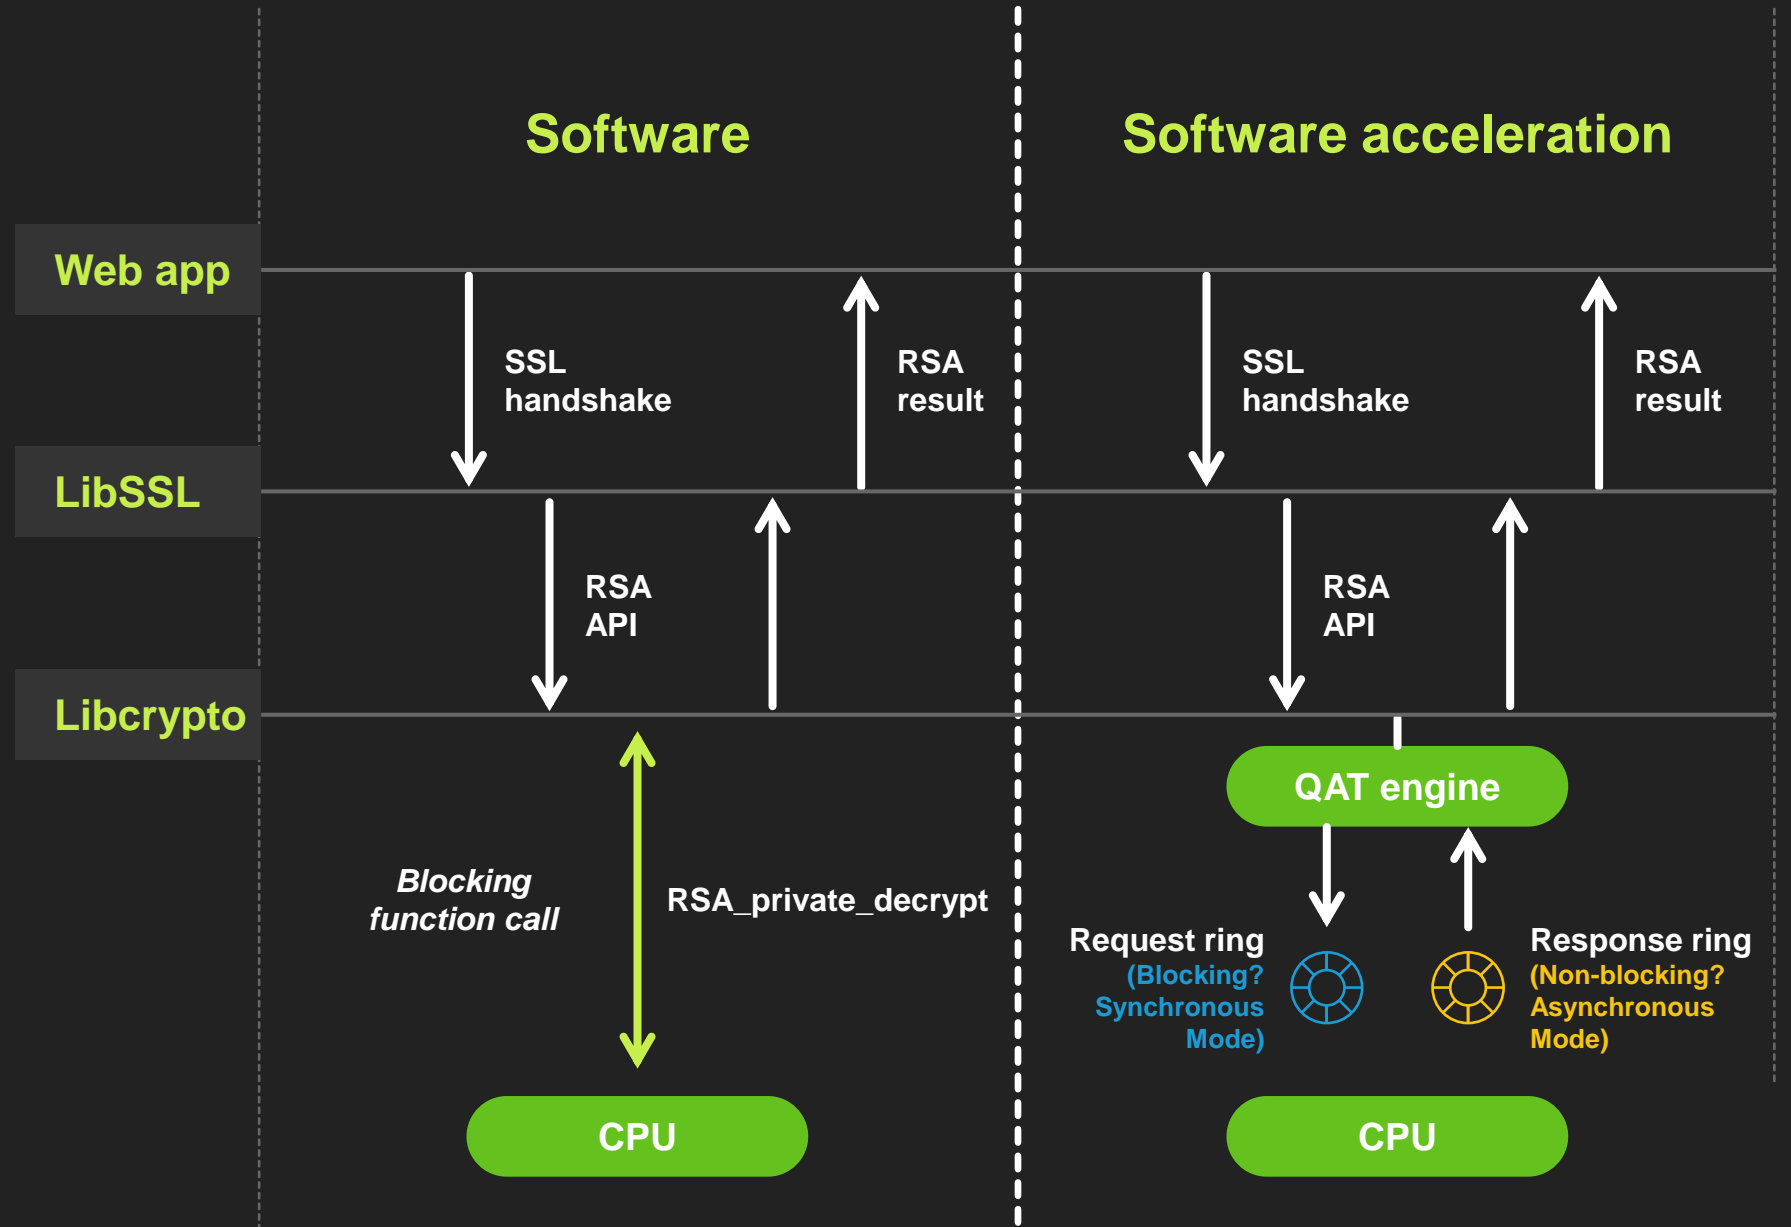 Software
Software acceleration
Web app
SSL
handshake
RSA
result
SSL
handshake
RSA
result
LibSSL
RSA
API
RSA
API
Libcrypto
QAT engine
Blocking
function call
RSA_private_decrypt
Request ring
(Blocking?
Synchronous
Mode)
Response ring
(Non-blocking?
Asynchronous
Mode)
CPU
CPU